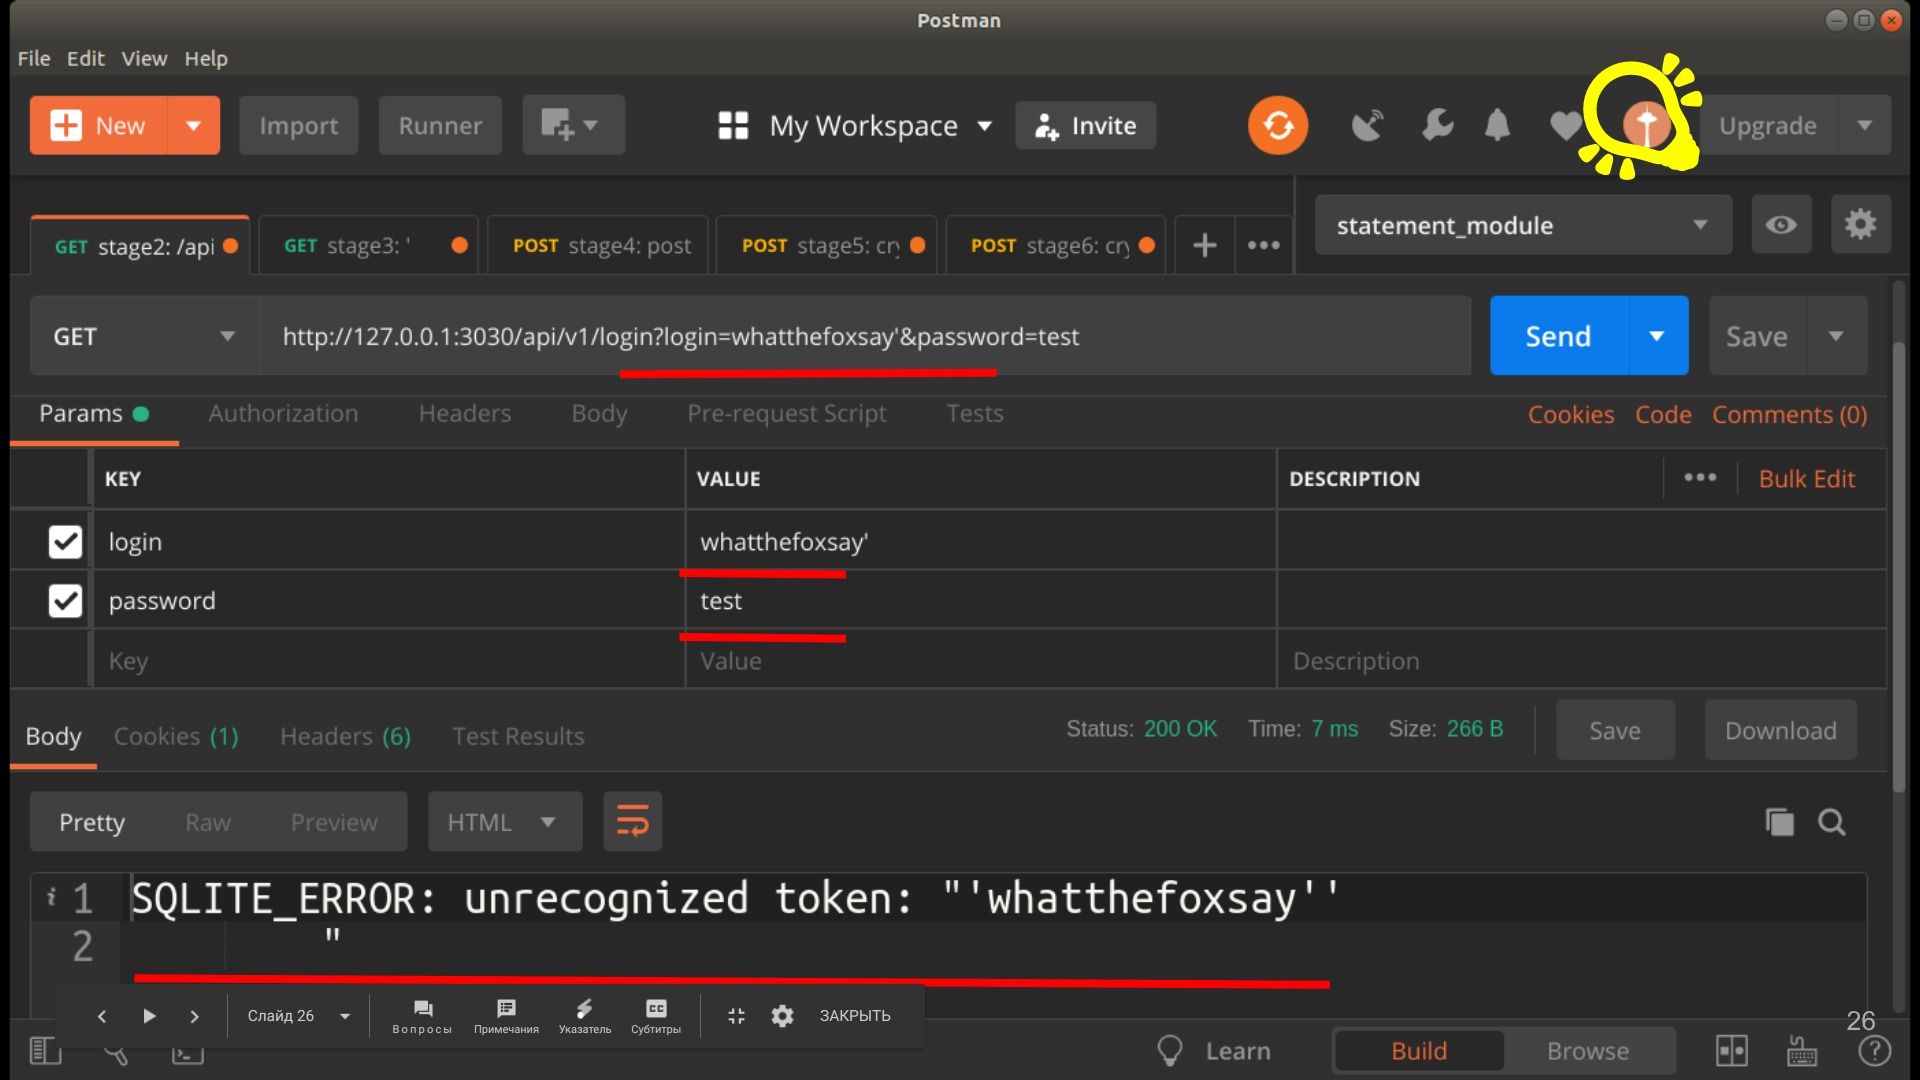 Postman
File Edit View Help
New Import Runner My Workspace Invite Upgrade
GET stage2: /api GET stage3: ' POST stage4: post POST stage5: cry POST stage6: cry statement_module
GET http://127.0.0.1:3030/api/v1/login?login=whatthefoxsay'&password=test Send Save
Params Authorization Headers Body Pre-request Script Tests Cookies Code Comments (0)
KEY VALUE DESCRIPTION Bulk Edit
login whatthefoxsay'
password test
Key Value Description
Body Cookies (1) Headers (6) Test Results Status: 200 OK Time: 7 ms Size: 266 B Save Download
Pretty Raw Preview HTML
1 SQLITE_ERROR: unrecognized token: "'whatthefoxsay''
2 "
Слайд 26 Вопросы Примечания Указатель Субтитры ЗАКРЫТЬ
26
Learn Build Browse